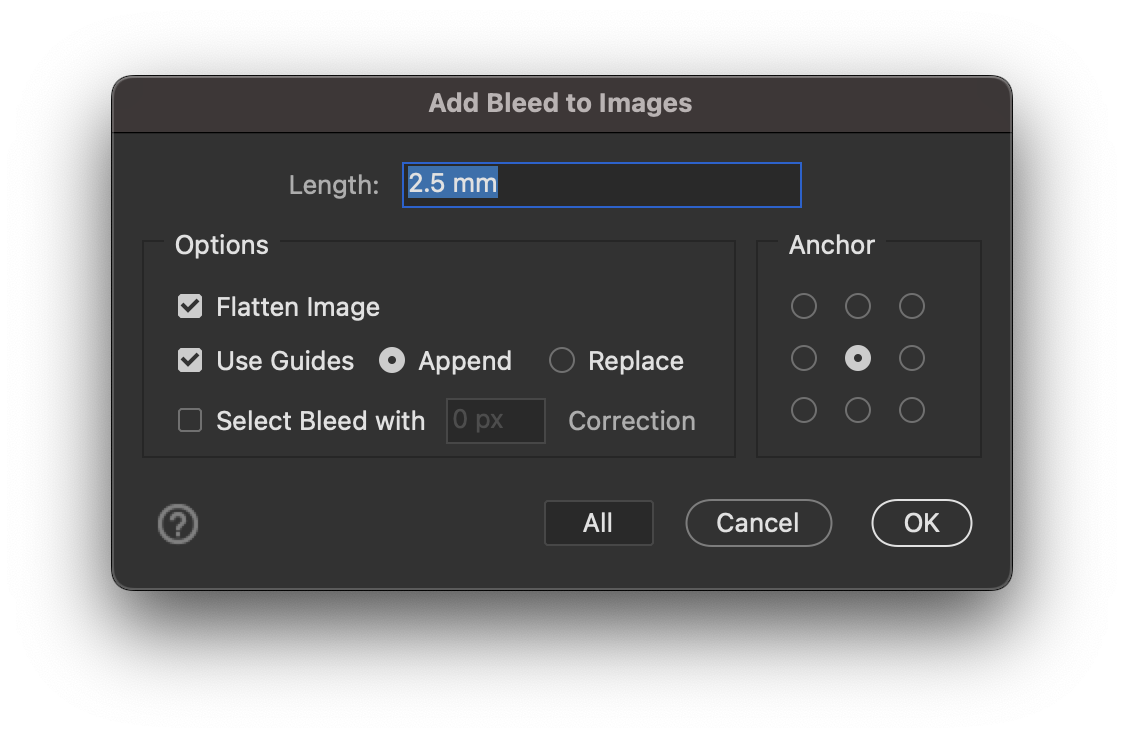 Add Bleed to Images
Length: 2.5 mm
Options
Anchor
Flatten Image
Use Guides Append Replace
Select Bleed with 0 px Correction
? All Cancel OK